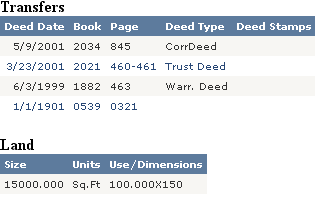 Transfers
Deed Date Book Page Deed Type Deed Stamps
5/9/2001 2034 845 CorrDeed
3/23/2001 2021 460-461 Trust Deed
6/3/1999 1882 463 Warr. Deed
1/1/1901 0539 0321
Land
Size Units Use/Dimensions
15000.000 Sq.Ft 100.000X150